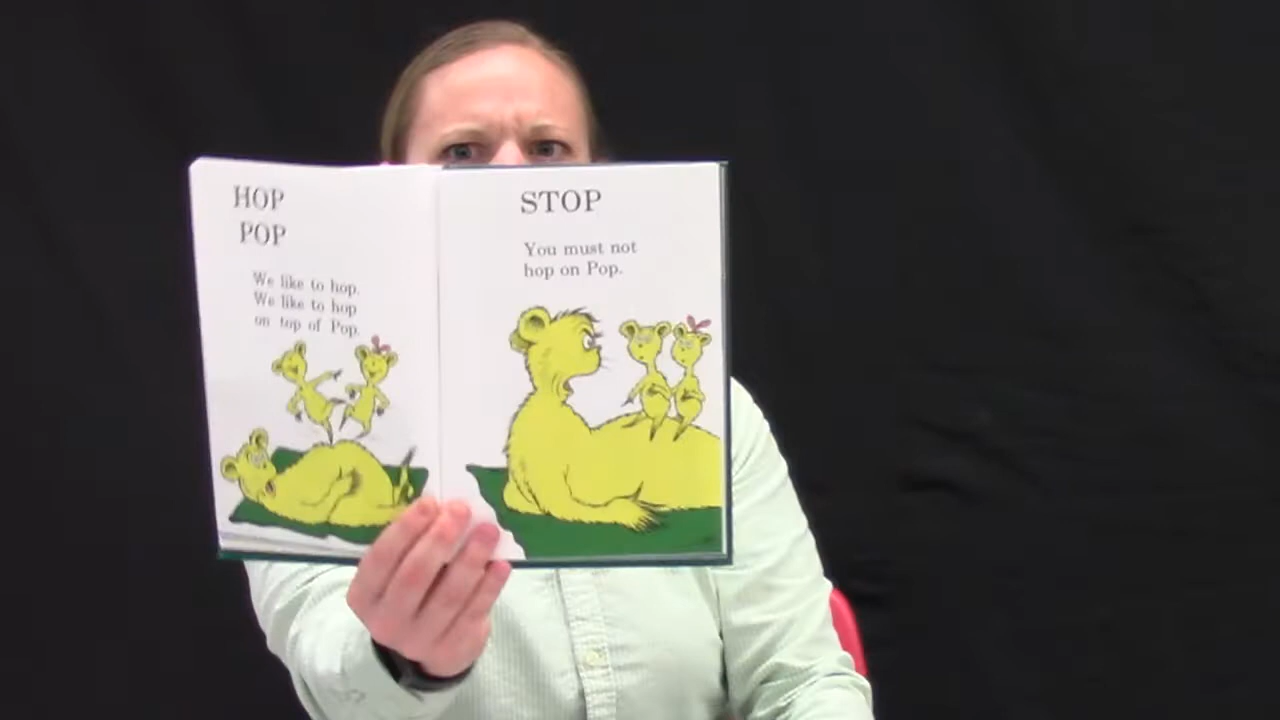 HOP
POP
We like to hop.
We like to hop
on top of Pop.
STOP
You must not
hop on Pop.